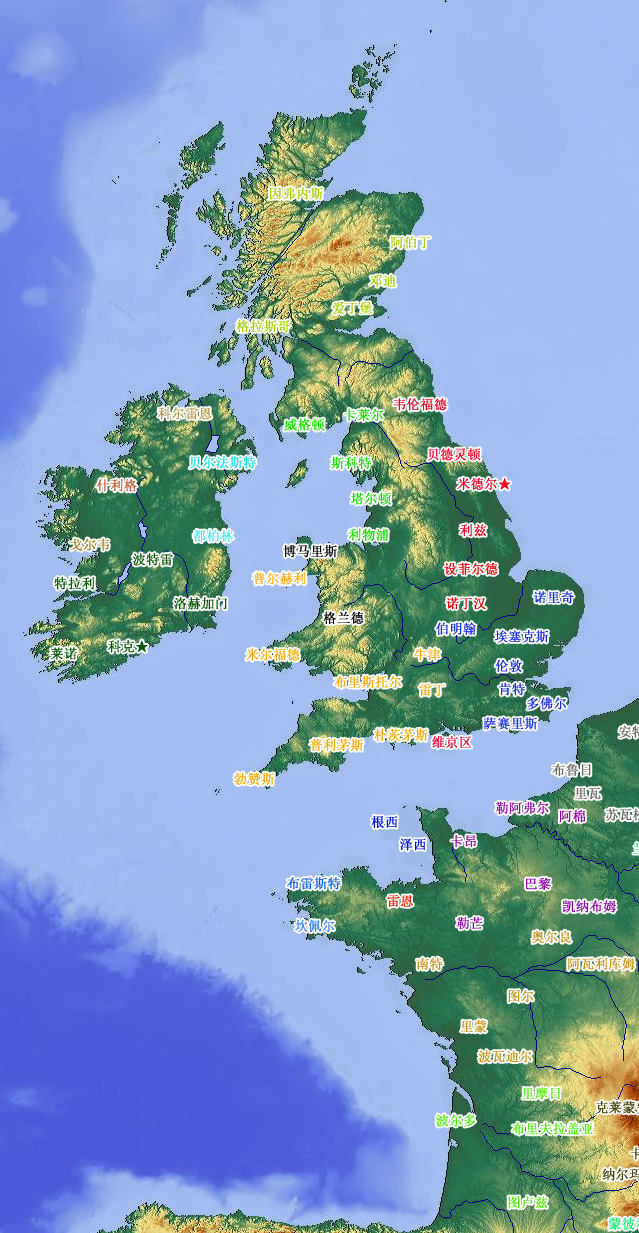 因弗内斯
阿伯丁
邓迪
爱丁堡
格拉斯哥
韦伦福德
科尔雷恩
卡莱尔
威格顿
贝德灵顿
贝尔法斯特
斯科特
什利格
米德尔★
塔尔顿
利兹
都柏林
利物浦
戈尔韦
博马里斯
波特雷
设菲尔德
普尔赫利
特拉利
诺里奇
洛赫加门
诺丁汉
格兰德
伯明翰
埃塞克斯
科克★
莱诺
米尔福德
牛津
伦敦
布里斯托尔
雷丁
肯特
多佛尔
萨赛里斯
朴茨茅斯
维京区
普利茅斯
布鲁日
勃赞斯
里瓦
勒阿弗尔
阿棉
根西
卡昂
泽西
布雷斯特
巴黎
雷恩
凯纳布姆
坎佩尔
勒芒
奥尔良
南特
阿瓦利库姆
图尔
里蒙
波瓦迪尔
里摩日
克莱蒙
波尔多
布里夫拉盖亚
纳尔玛
图卢兹